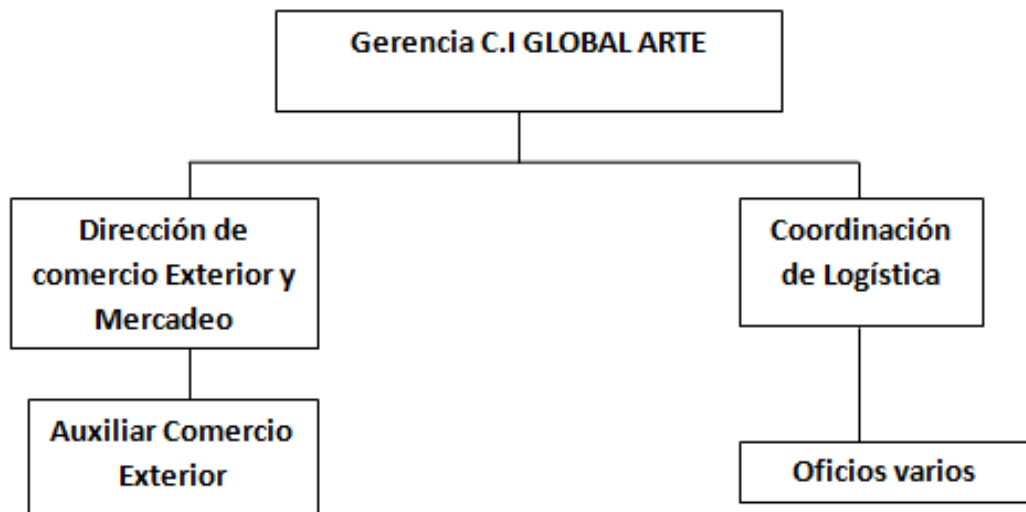 Gerencia C.I GLOBAL ARTE
Dirección de
comercio Exterior y
Mercadeo
Coordinación
de Logística
Auxiliar Comercio
Exterior
Oficios varios